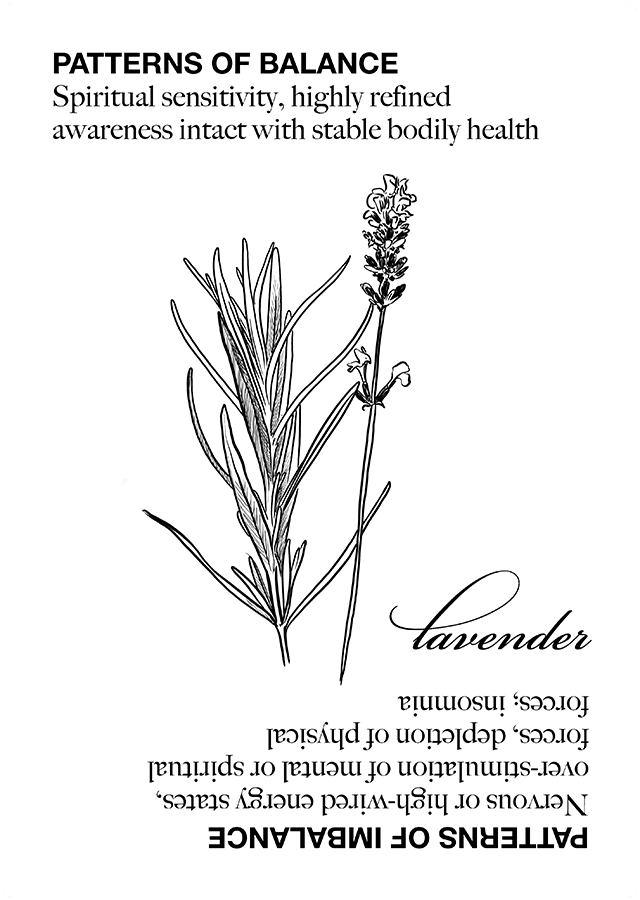 PATTERNS OF BALANCE
Spiritual sensitivity, highly refined
awareness intact with stable bodily health
lavender
PATTERNS OF IMBALANCE
Nervous or high-wired energy states,
over-stimulation of mental or spiritual
forces, depletion of physical
forces; insomnia